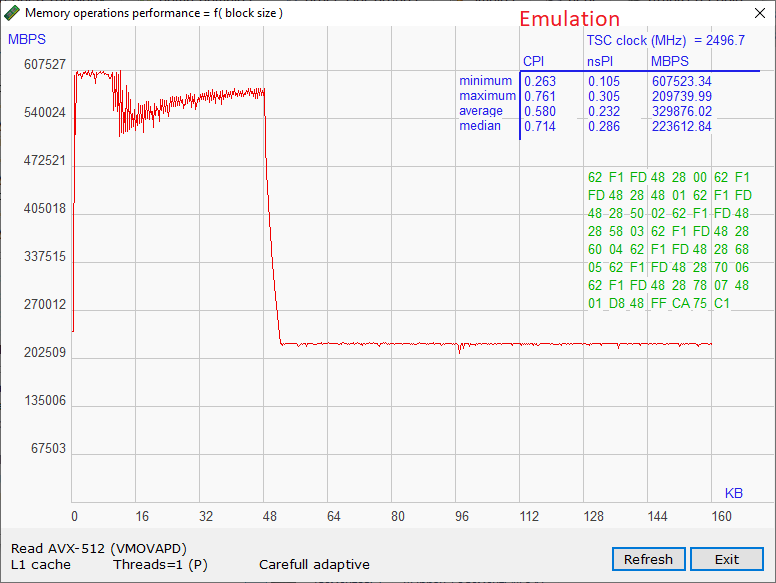 Memory operations performance = f( block size )
Emulation
MBPS
TSC clock (MHz) = 2496.7
CPI nsPI MBPS
minimum 0.263 0.105 607523.34
maximum 0.761 0.305 209739.99
average 0.580 0.232 329876.02
median 0.714 0.286 223612.84
607527
540024
472521
405018
337515
270012
202509
135006
67503
62 F1 FD 48 28 00 62 F1
FD 48 28 48 01 62 F1 FD
48 28 50 02 62 F1 FD 48
28 58 03 62 F1 FD 48 28
60 04 62 F1 FD 48 28 68
05 62 F1 FD 48 28 70 06
62 F1 FD 48 28 78 07 48
01 D8 48 FF CA 75 C1
KB
0 16 32 48 64 80 96 112 128 144 160
Read AVX-512 (VMOVAPD)
L1 cache Threads=1 (P) Carefull adaptive
Refresh Exit